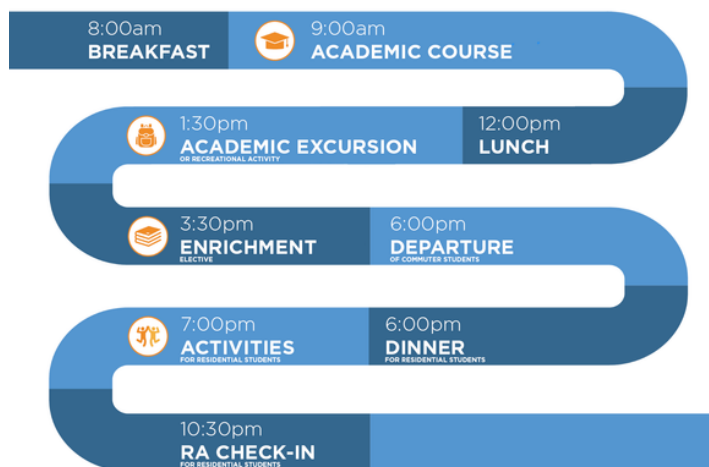 8:00am
BREAKFAST
9:00am
ACADEMIC COURSE
12:00pm
LUNCH
1:30pm
ACADEMIC EXCURSION
OR RECREATIONAL ACTIVITY
3:30pm
ENRICHMENT
ELECTIVE
6:00pm
DEPARTURE
OF COMMUTER STUDENTS
6:00pm
DINNER
FOR RESIDENTIAL STUDENTS
7:00pm
ACTIVITIES
FOR RESIDENTIAL STUDENTS
10:30pm
RA CHECK-IN
FOR RESIDENTIAL STUDENTS